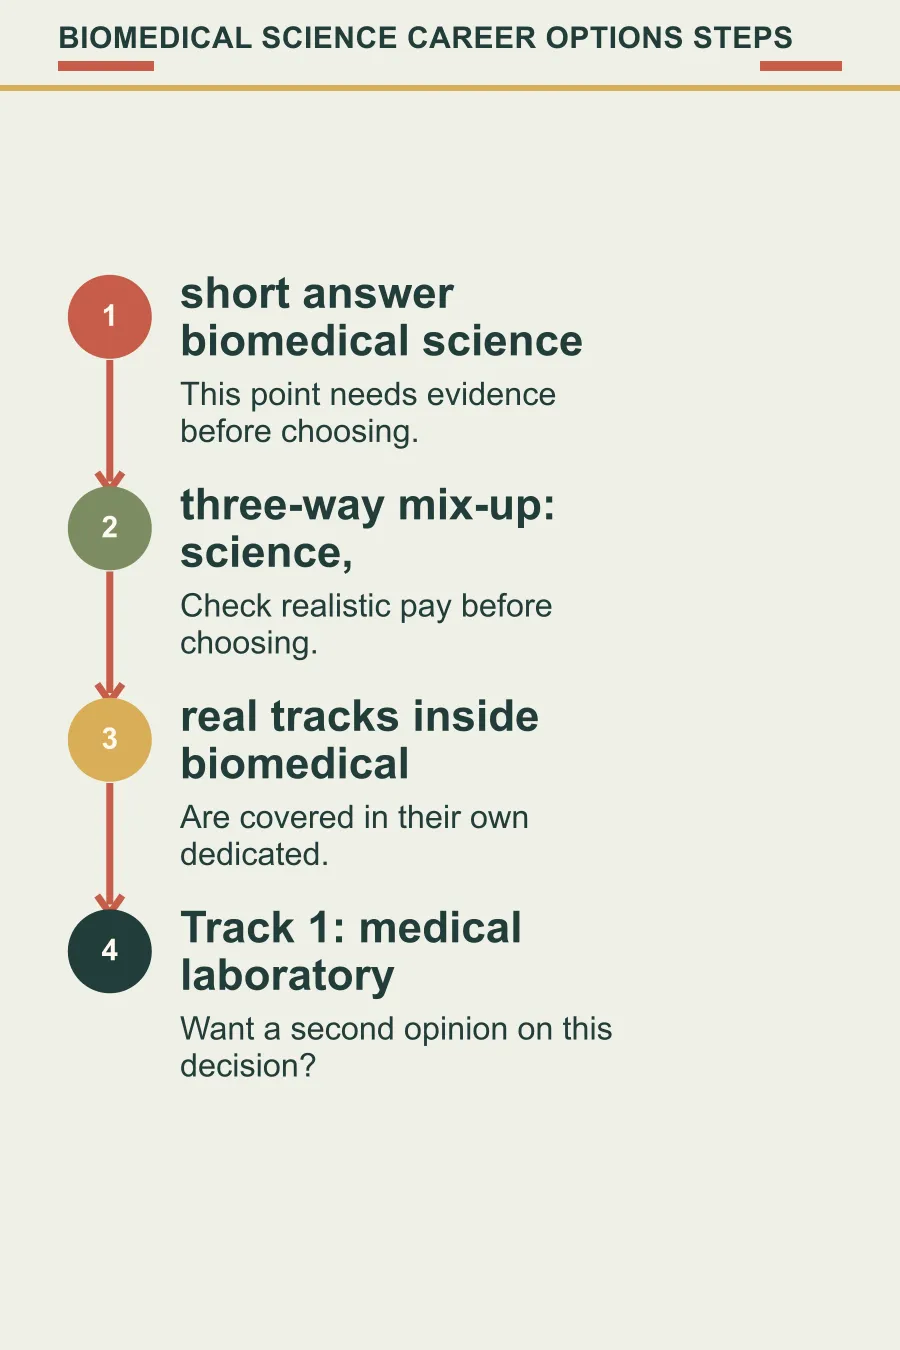 BIOMEDICAL SCIENCE CAREER OPTIONS STEPS
1
short answer
biomedical science
This point needs evidence
before choosing.
2
three-way mix-up:
science,
Check realistic pay before
choosing.
3
real tracks inside
biomedical
Are covered in their own
dedicated.
4
Track 1: medical
laboratory
Want a second opinion on this
decision?